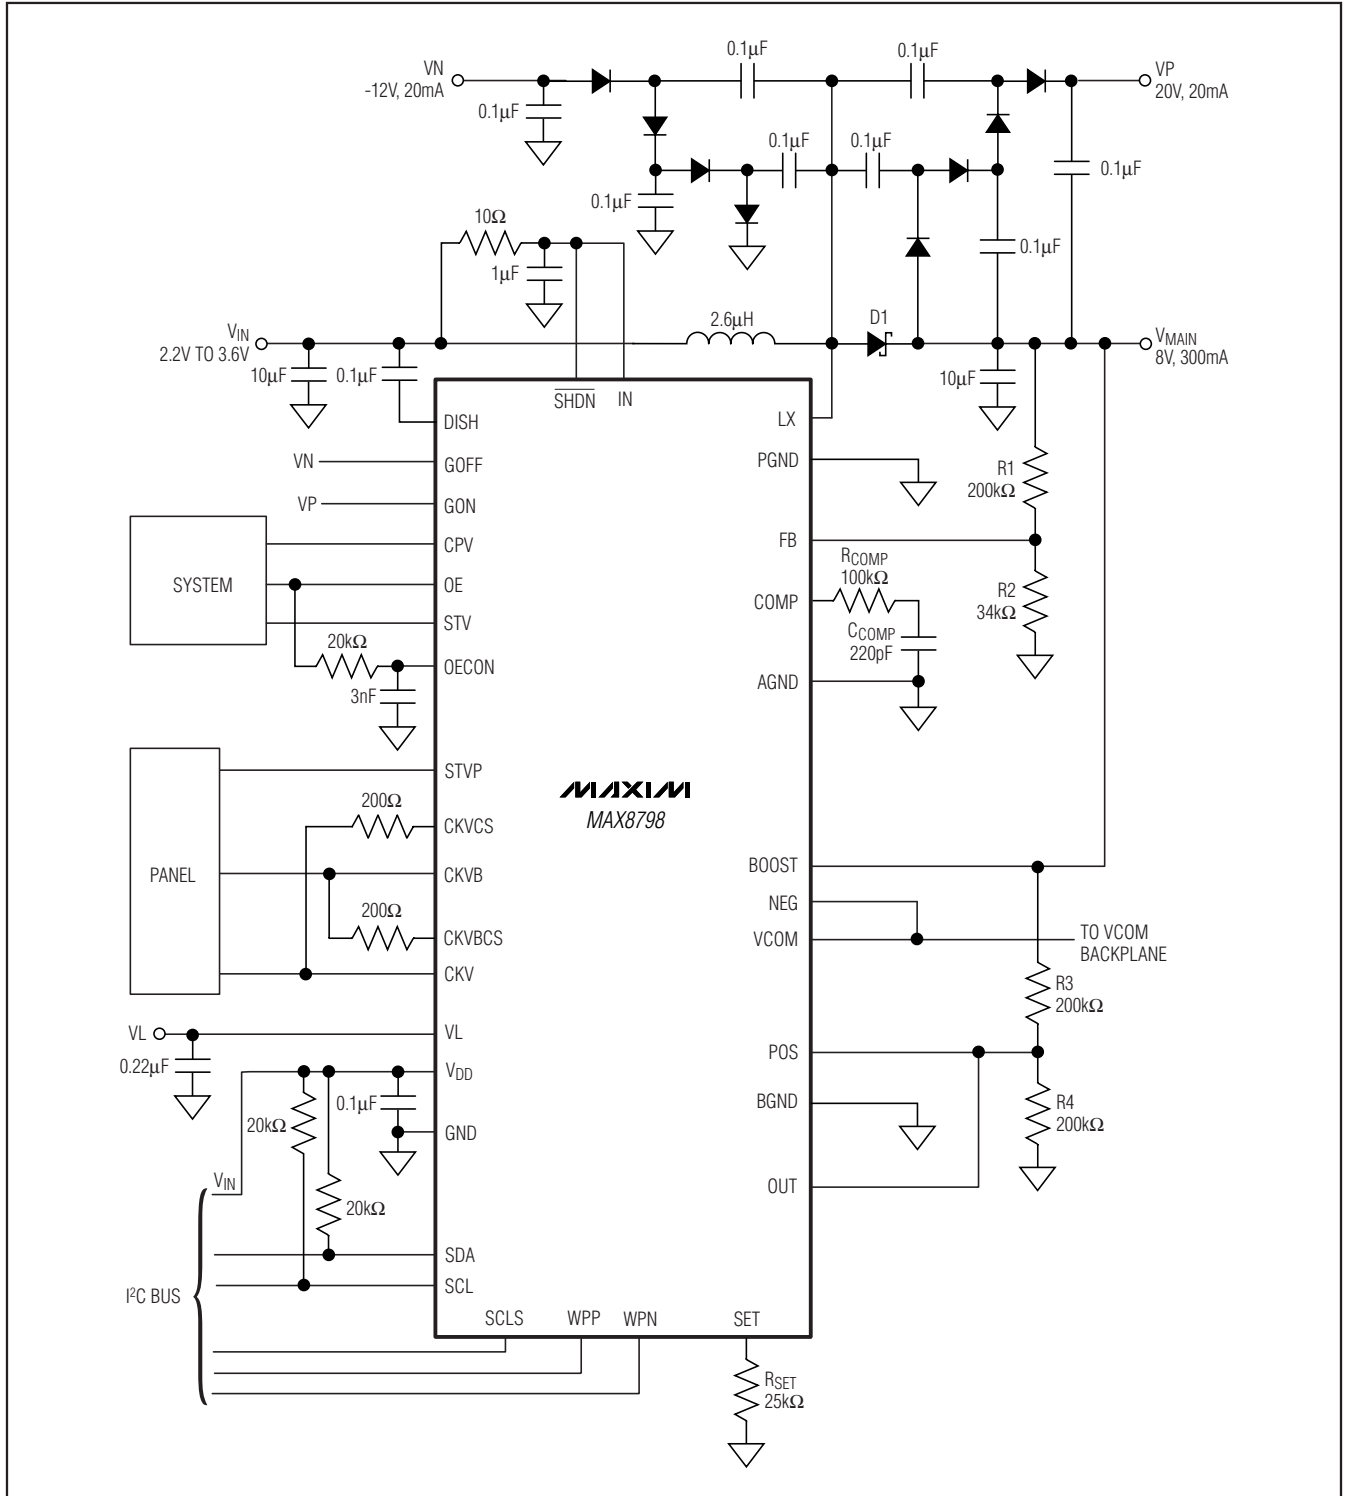 0.1µF
0.1µF
VN
-12V, 20mA
VP
20V, 20mA
0.1µF
0.1µF
0.1µF
0.1µF
0.1µF
10Ω
0.1µF
1µF
2.6µH
D1
VIN
2.2V TO 3.6V
VMAIN
8V, 300mA
10µF
0.1µF
10µF
SHDN
IN
LX
DISH
VN
GOFF
PGND
R1
200kΩ
VP
GON
CPV
FB
SYSTEM
OE
RCOMP
100kΩ
COMP
R2
34kΩ
STV
20kΩ
CCOMP
220pF
OECON
AGND
3nF
STVP
MAXIM
MAX8798
200Ω
CKVCS
PANEL
CKVB
BOOST
NEG
200Ω
CKVBCS
VCOM
TO VCOM
BACKPLANE
CKV
R3
200kΩ
VL
VL
POS
0.22µF
VDD
0.1µF
BGND
R4
200kΩ
20kΩ
GND
VIN
OUT
20kΩ
SDA
SCL
I²C BUS
SCLS
WPP
WPN
SET
RSET
25kΩ